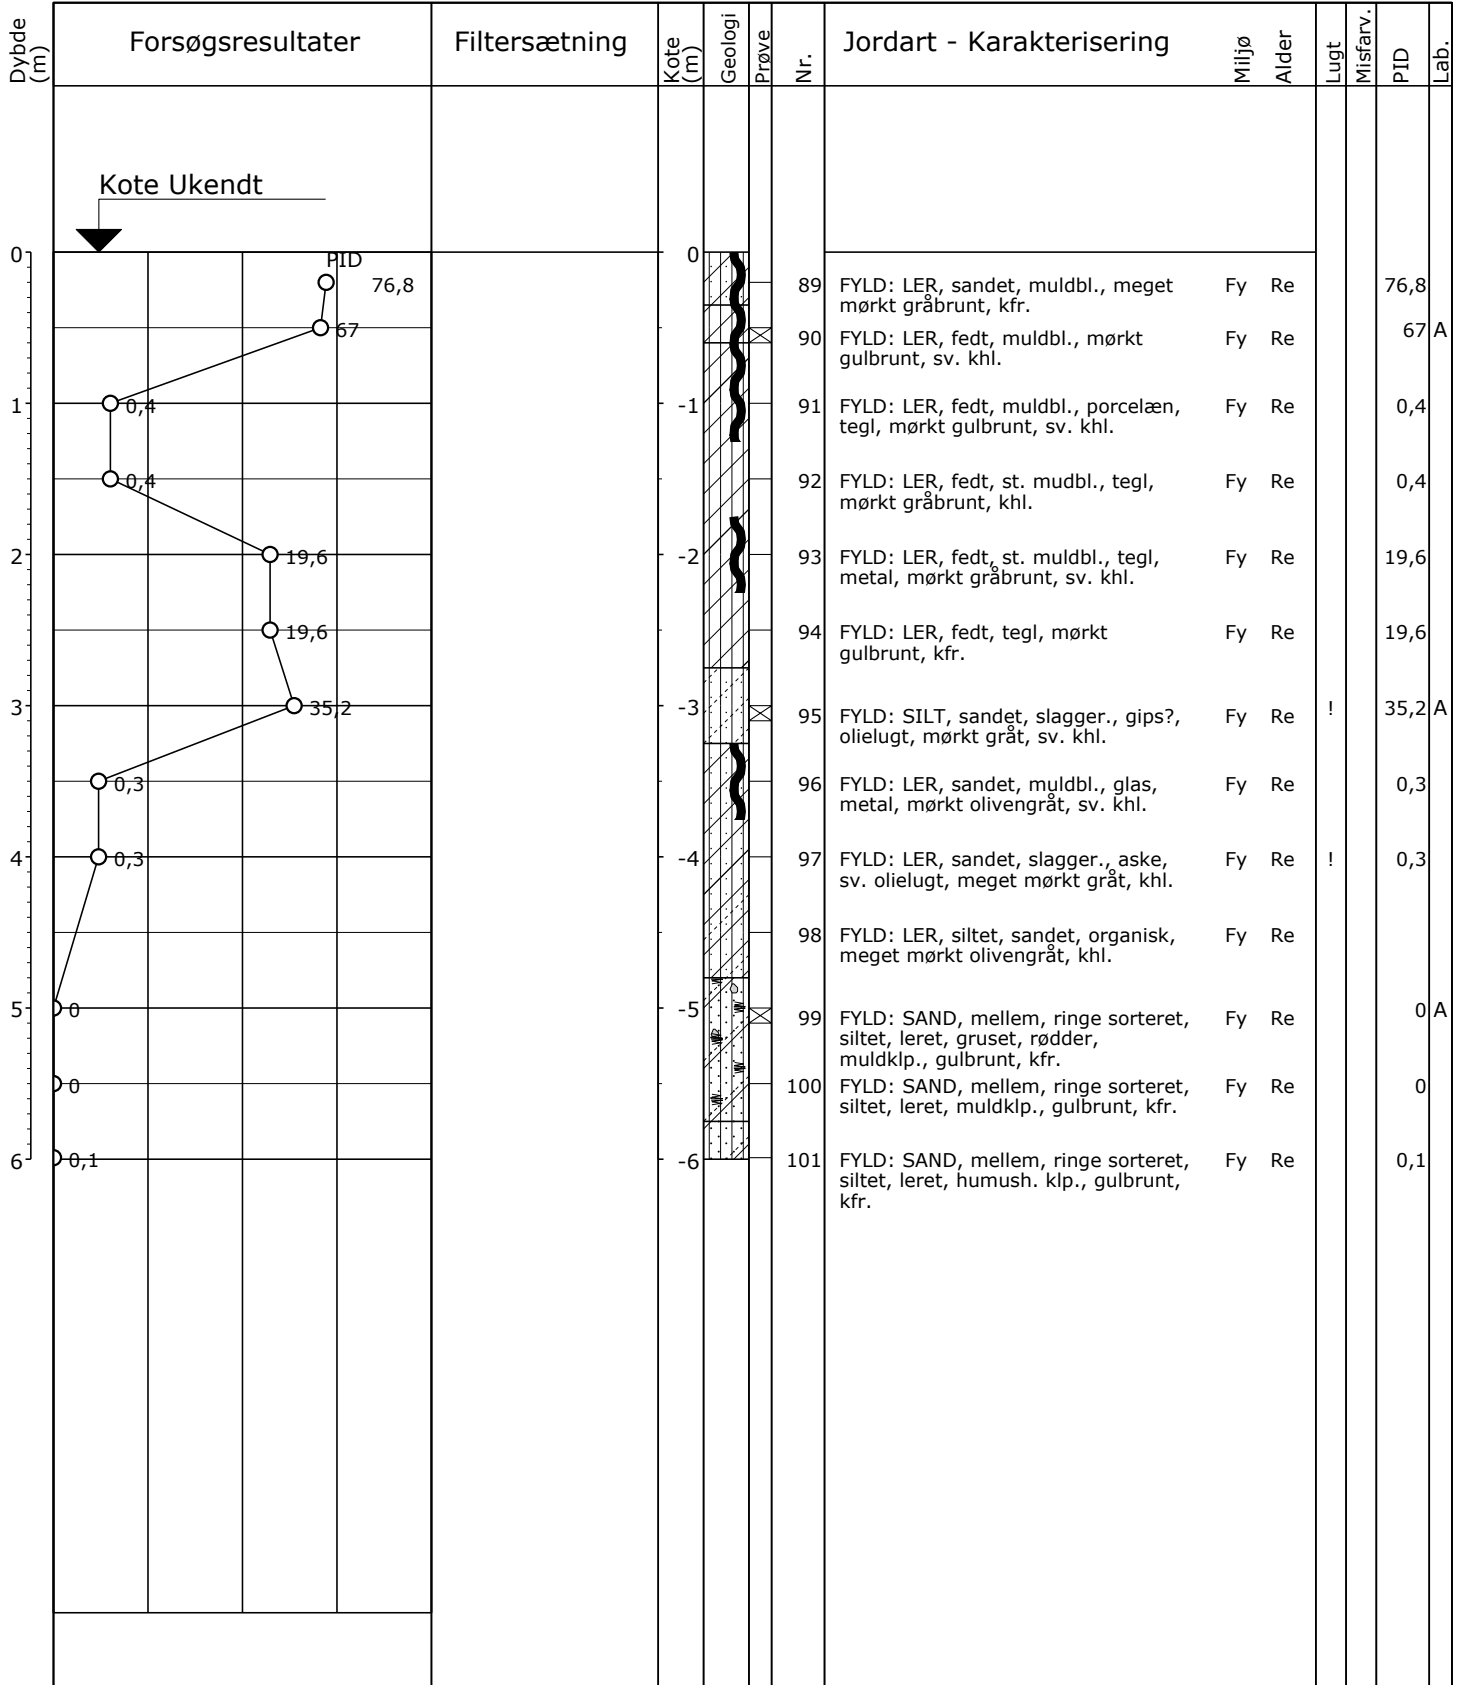 Dybde
(m)
Forsøgsresultater
Filtersætning
Kote
(m)
Geologi
Prøve
Nr.
Jordart - Karakterisering
Miljø
Alder
Lugt
Misfarv.
PID
Lab.
Kote Ukendt
0
PID
76,8
67
1
0,4
0,4
2
19,6
19,6
3
35,2
0,3
4
0,3
5
0
0
6
0,1
0
-1
-2
-3
-4
-5
-6
89 FYLD: LER, sandet, muldbl., meget Fy Re 76,8
mørkt gråbrunt, kfr.
90 FYLD: LER, fedt, muldbl., mørkt Fy Re 67 A
gulbrunt, sv. khl.
91 FYLD: LER, fedt, muldbl., porcelæn, Fy Re 0,4
tegl, mørkt gulbrunt, sv. khl.
92 FYLD: LER, fedt, st. mudbl., tegl, Fy Re 0,4
mørkt gråbrunt, khl.
93 FYLD: LER, fedt, st. muldbl., tegl, Fy Re 19,6
metal, mørkt gråbrunt, sv. khl.
94 FYLD: LER, fedt, tegl, mørkt Fy Re 19,6
gulbrunt, kfr.
95 FYLD: SILT, sandet, slagger., gips?, Fy Re ! 35,2 A
olielugt, mørkt gråt, sv. khl.
96 FYLD: LER, sandet, muldbl., glas, Fy Re 0,3
metal, mørkt olivengråt, sv. khl.
97 FYLD: LER, sandet, slagger., aske, Fy Re ! 0,3
sv. olielugt, meget mørkt gråt, khl.
98 FYLD: LER, siltet, sandet, organisk, Fy Re
meget mørkt olivengråt, khl.
99 FYLD: SAND, mellem, ringe sorteret, Fy Re 0 A
siltet, leret, gruset, rødder,
muldklp., gulbrunt, kfr.
100 FYLD: SAND, mellem, ringe sorteret, Fy Re 0
siltet, leret, muldklp., gulbrunt, kfr.
101 FYLD: SAND, mellem, ringe sorteret, Fy Re 0,1
siltet, leret, humush. klp., gulbrunt,
kfr.